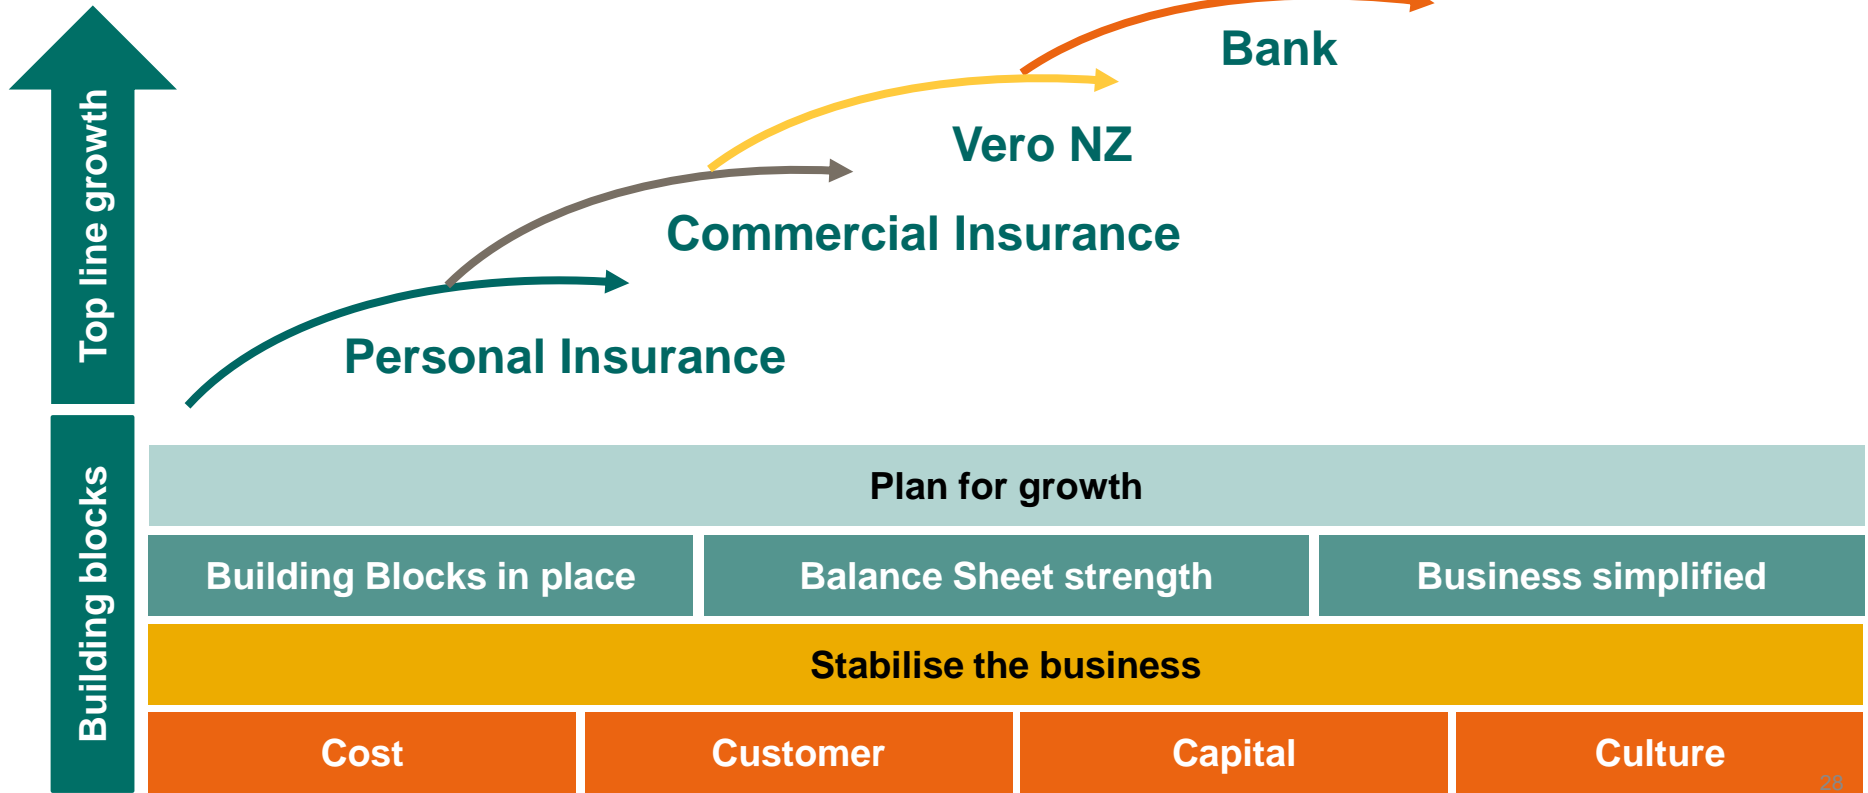 Bank
Vero NZ
Commercial Insurance
Personal Insurance
Top line growth
Building blocks
Plan for growth
Building Blocks in place
Balance Sheet strength
Business simplified
Stabilise the business
Cost
Customer
Capital
Culture
28